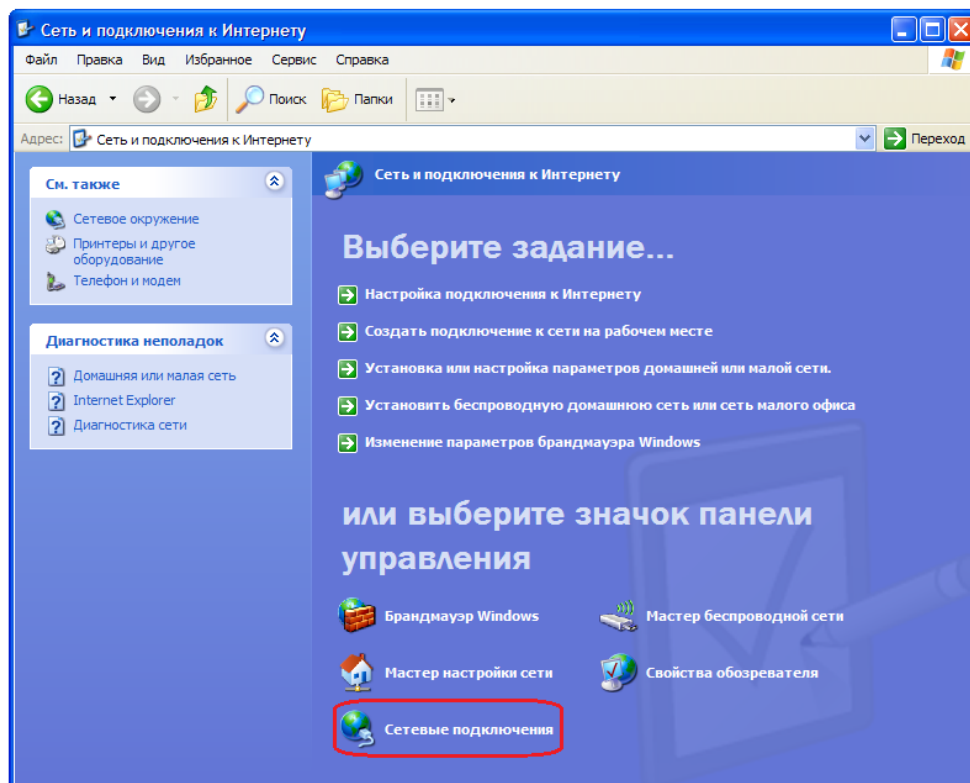 Сеть и подключения к Интернету
Файл Правка Вид Избранное Сервис Справка
Назад Поиск Папки
Адрес: Сеть и подключения к Интернету Переход
См. также
Сетевое окружение
Принтеры и другое
оборудование
Телефон и модем
Диагностика неполадок
Домашняя или малая сеть
Internet Explorer
Диагностика сети
Сеть и подключения к Интернету
Выберите задание...
Настройка подключения к Интернету
Создать подключение к сети на рабочем месте
Установка или настройка параметров домашней или малой сети.
Установить беспроводную домашнюю сеть или сеть малого офиса
Изменение параметров брандмауэра Windows
или выберите значок панели
управления
Брандмауэр Windows Мастер беспроводной сети
Мастер настройки сети Свойства обозревателя
Сетевые подключения